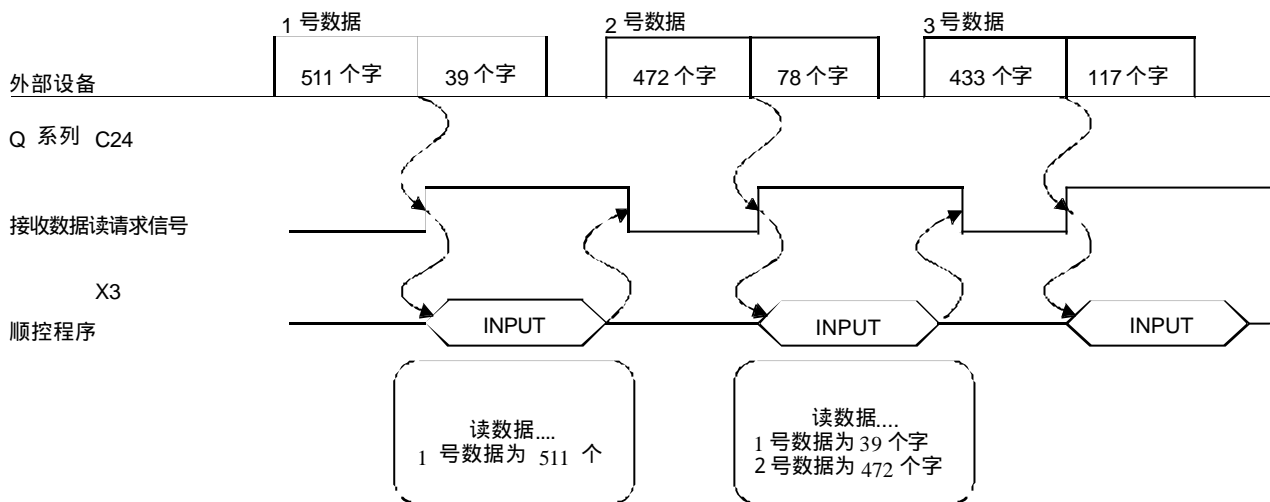 1 号数据 2 号数据 3 号数据
外部设备 511 个字 39 个字 472 个字 78 个字 433 个字 117 个字
Q 系列 C24
接收数据读请求信号
X3
顺控程序 INPUT INPUT INPUT
读数据....
1 号数据为 511 个
读数据....
1 号数据为 39 个字
2 号数据为 472 个字